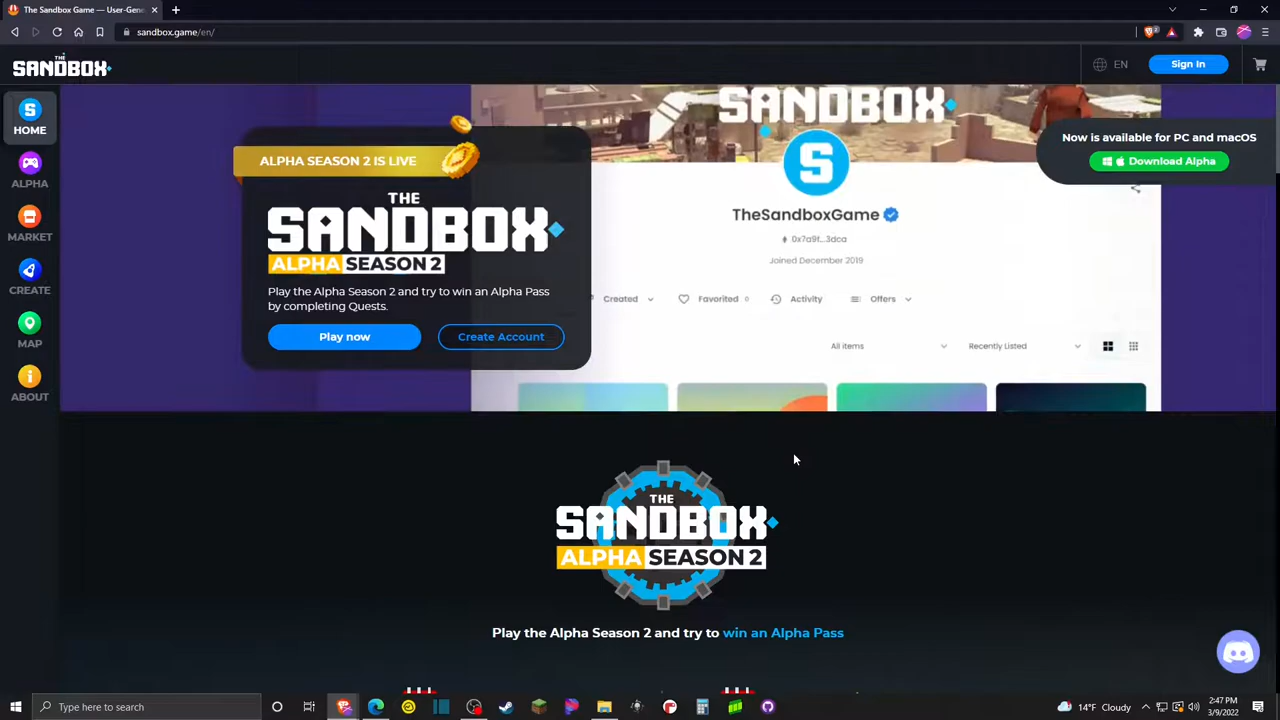 The Sandbox Game — User-Gene
sandbox.game/en/
THE
SANDBOX
EN
Sign In
HOME
ALPHA
MARKET
CREATE
MAP
ABOUT
ALPHA SEASON 2 IS LIVE
THE
SANDBOX
ALPHA SEASON 2
Play the Alpha Season 2 and try to win an Alpha Pass
by completing Quests.
Play now
Create Account
SANDBOX
S
TheSandboxGame
0x7a9f...3dca
Joined December 2019
Created
Favorited 0
Activity
Offers
All items
Recently Listed
Now is available for PC and macOS
Download Alpha
THE
SANDBOX
ALPHA SEASON 2
Play the Alpha Season 2 and try to win an Alpha Pass
Type here to search
14°F Cloudy
2:47 PM
3/9/2022